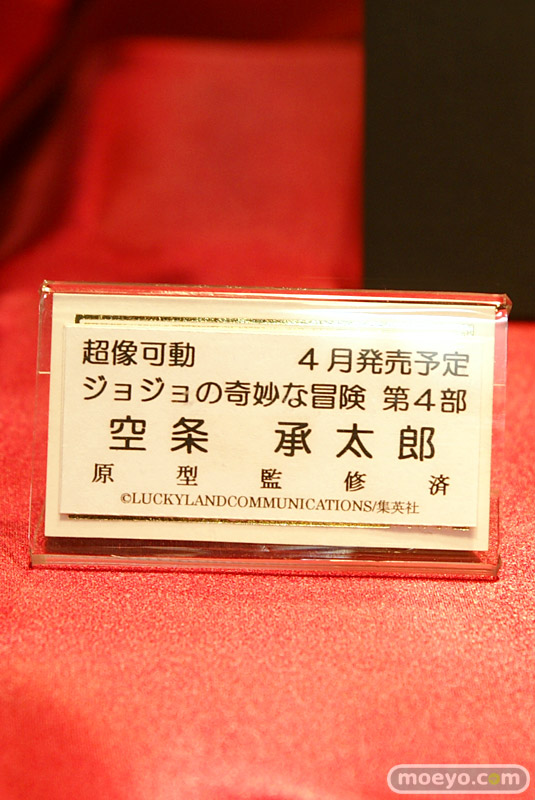 超像可動　４月発売予定
ジョジョの奇妙な冒険 第４部
空条　承太郎
原型監修済
©LUCKYLANDCOMMUNICATIONS/集英社
moeyo.com